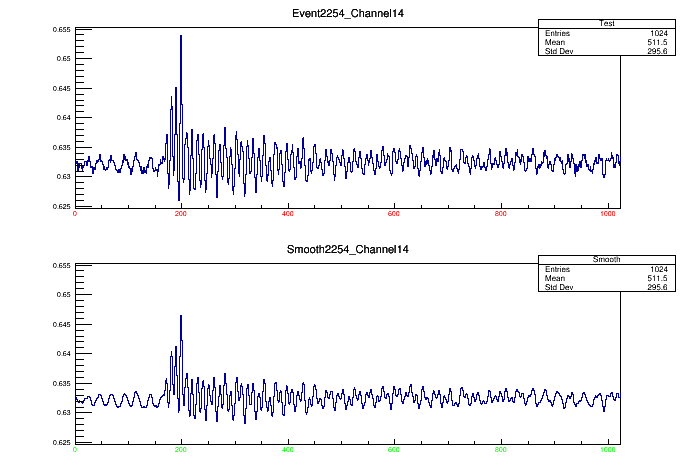 Event2254_Channel14
Test
Entries 1024
Mean 511.5
Std Dev 295.6
0.655
0.65
0.645
0.64
0.635
0.63
0.625
0 200 400 600 800 1000
Smooth2254_Channel14
Smooth
Entries 1024
Mean 511.5
Std Dev 295.6
0.655
0.65
0.645
0.64
0.635
0.63
0.625
0 200 400 600 800 1000